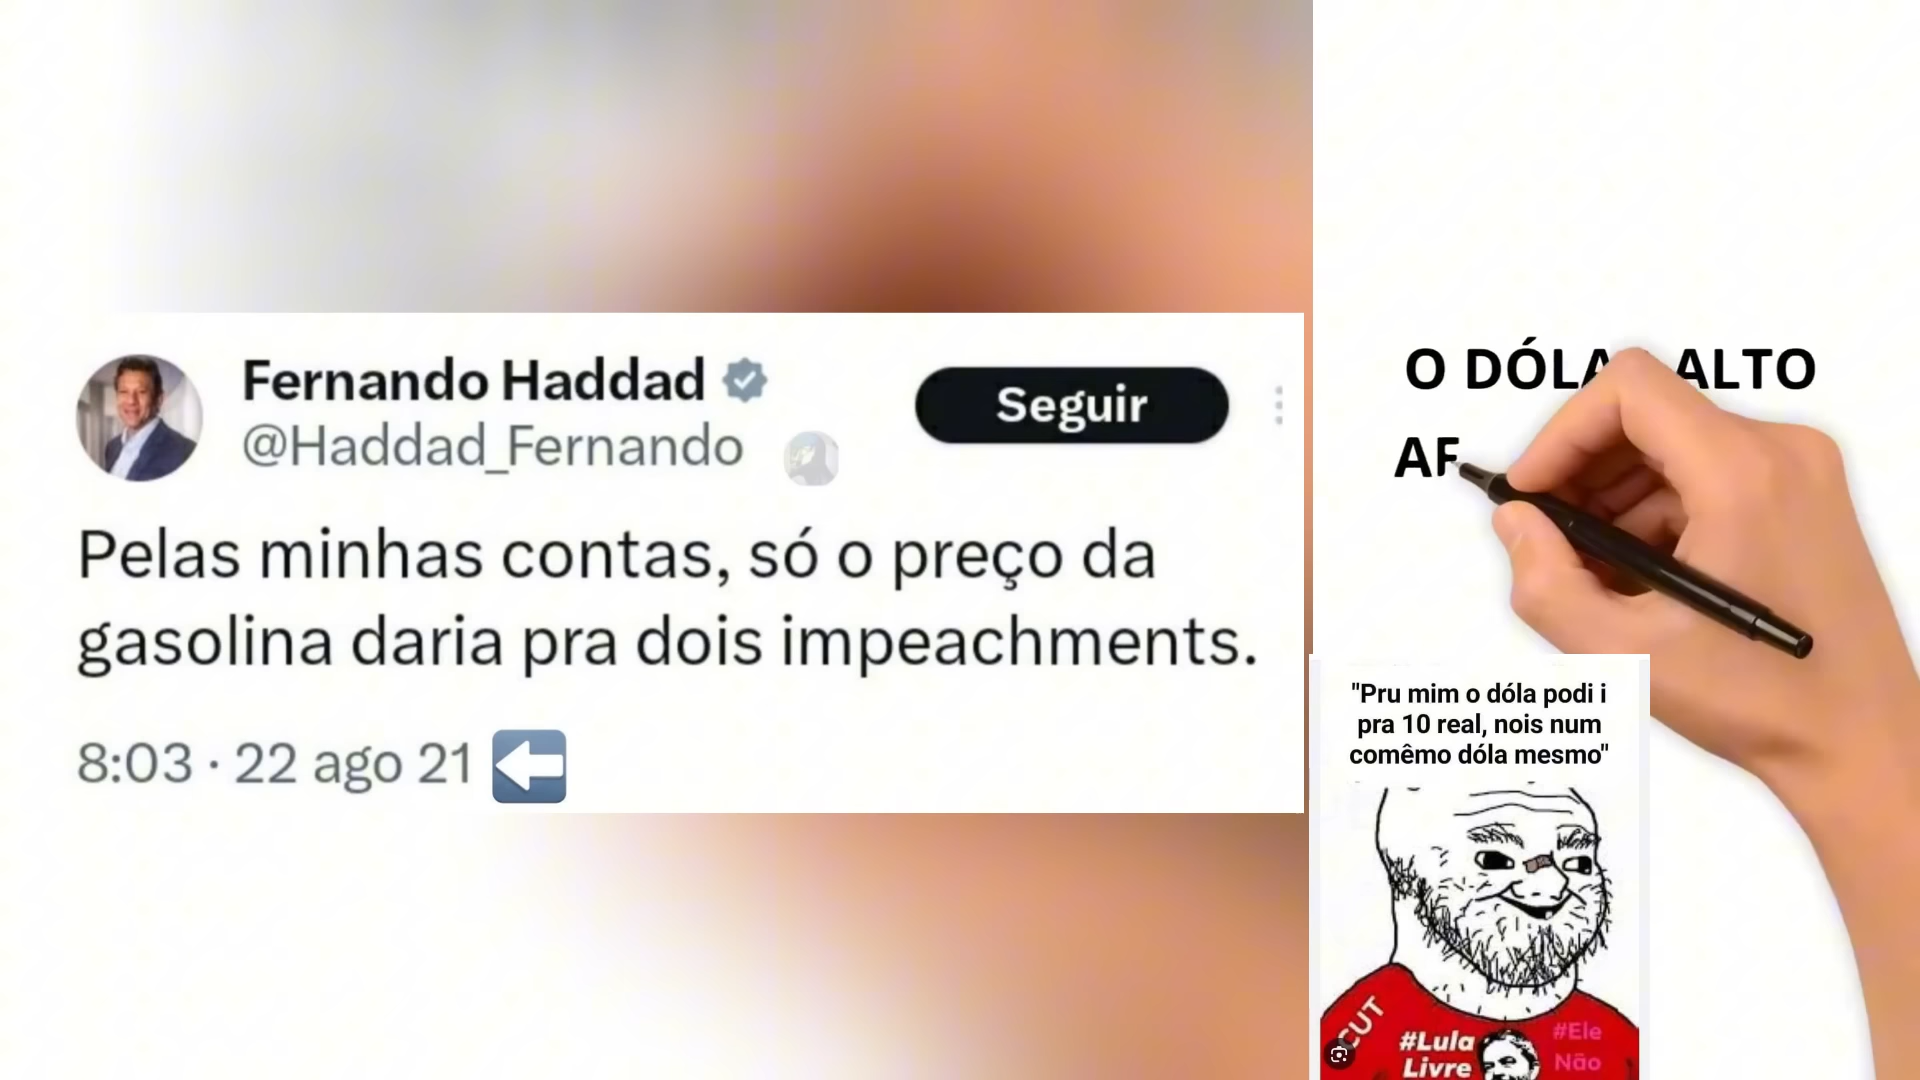 Fernando Haddad
@Haddad_Fernando
Seguir
Pelas minhas contas, só o preço da
gasolina daria pra dois impeachments.
8:03 · 22 ago 21
O DÓLA ALTO
AF
"Pru mim o dóla podi i
pra 10 real, nois num
comêmo dóla mesmo"
CUT
#Lula
Livre
#Ele
Não